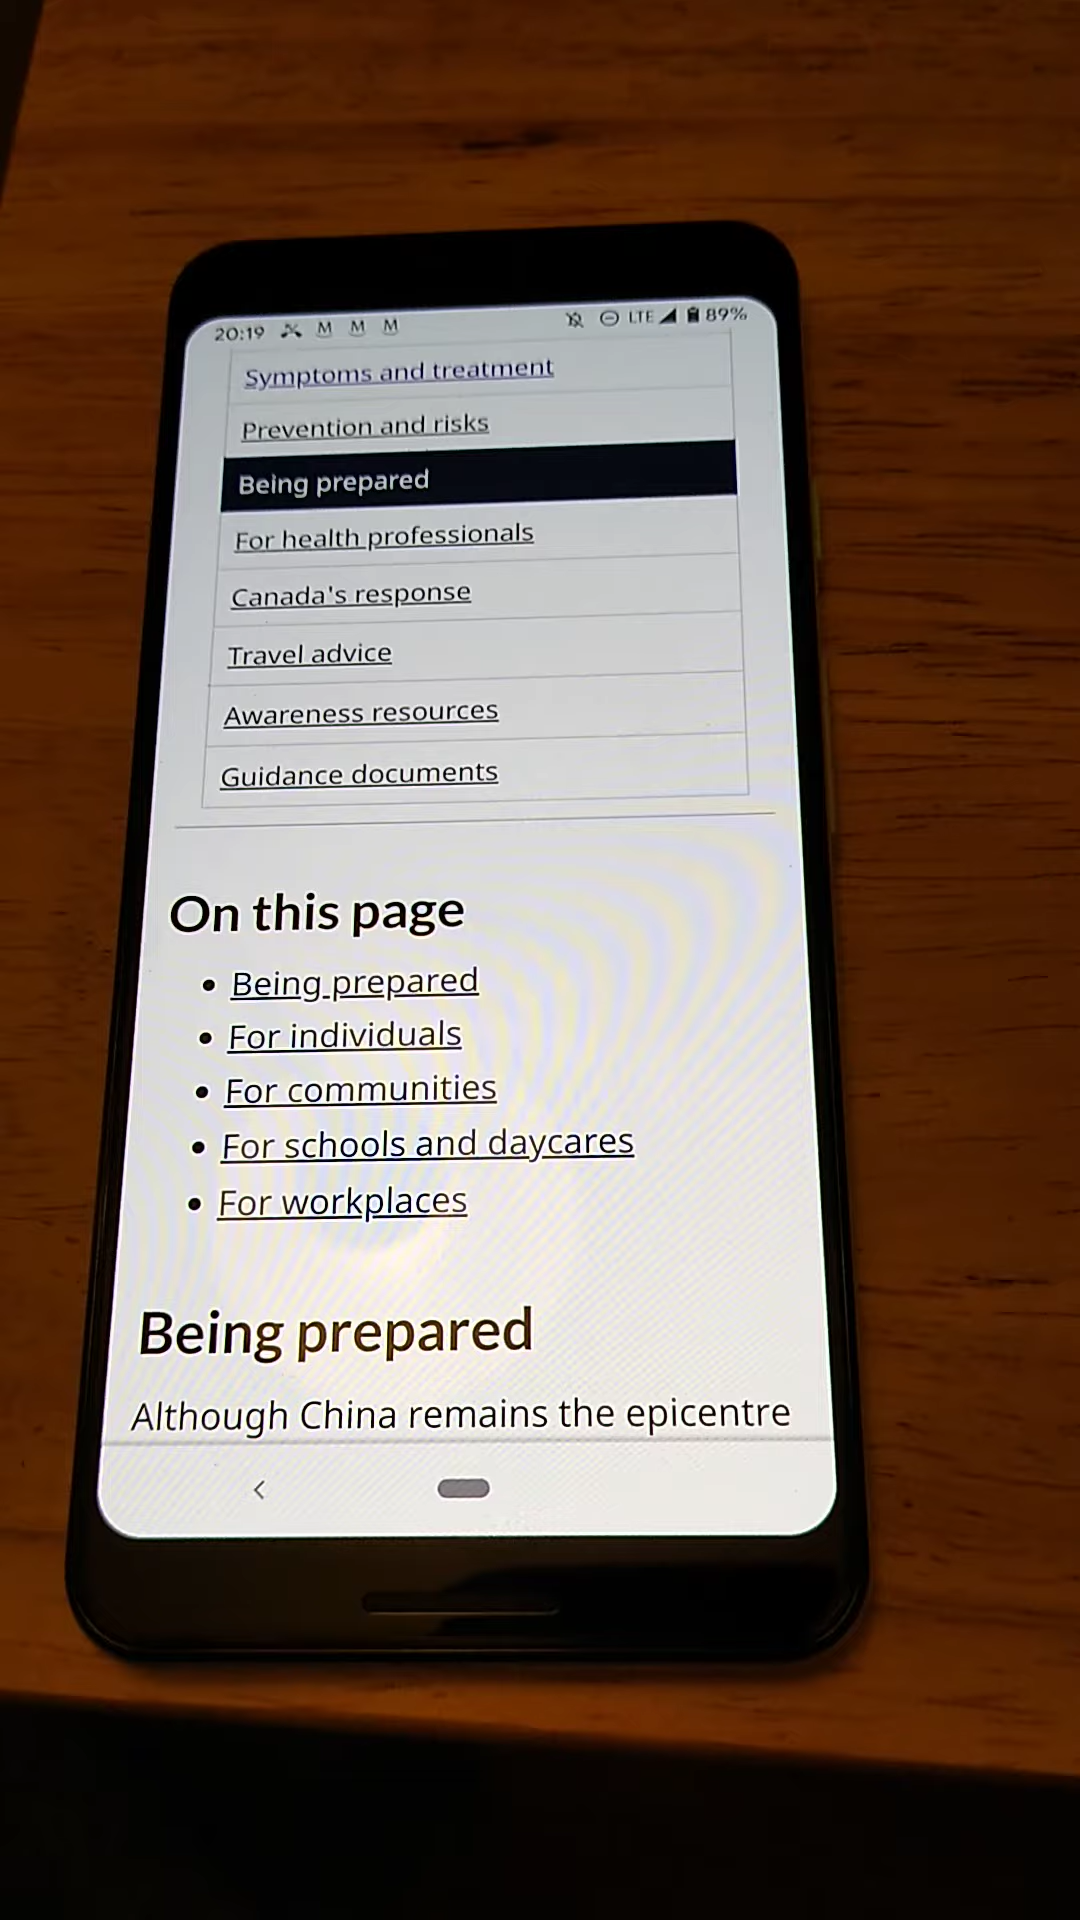 20:19 M M M LTE 89%
Symptoms and treatment
Prevention and risks
Being prepared
For health professionals
Canada's response
Travel advice
Awareness resources
Guidance documents
On this page
Being prepared
For individuals
For communities
For schools and daycares
For workplaces
Being prepared
Although China remains the epicentre